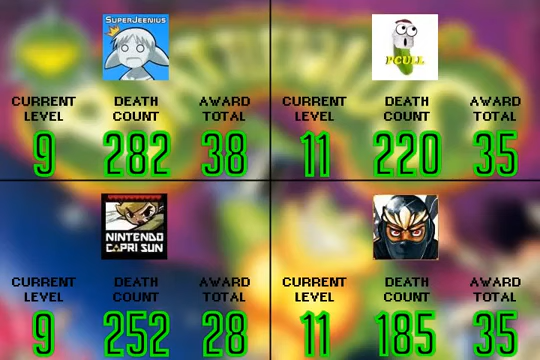 SUPERJEENIUS
CURRENT LEVEL
DEATH COUNT
AWARD TOTAL
9
282
38
PCULL
CURRENT LEVEL
DEATH COUNT
AWARD TOTAL
11
220
35
NINTENDO
CAPRI SUN
CURRENT LEVEL
DEATH COUNT
AWARD TOTAL
9
252
28
CURRENT LEVEL
DEATH COUNT
AWARD TOTAL
11
185
35